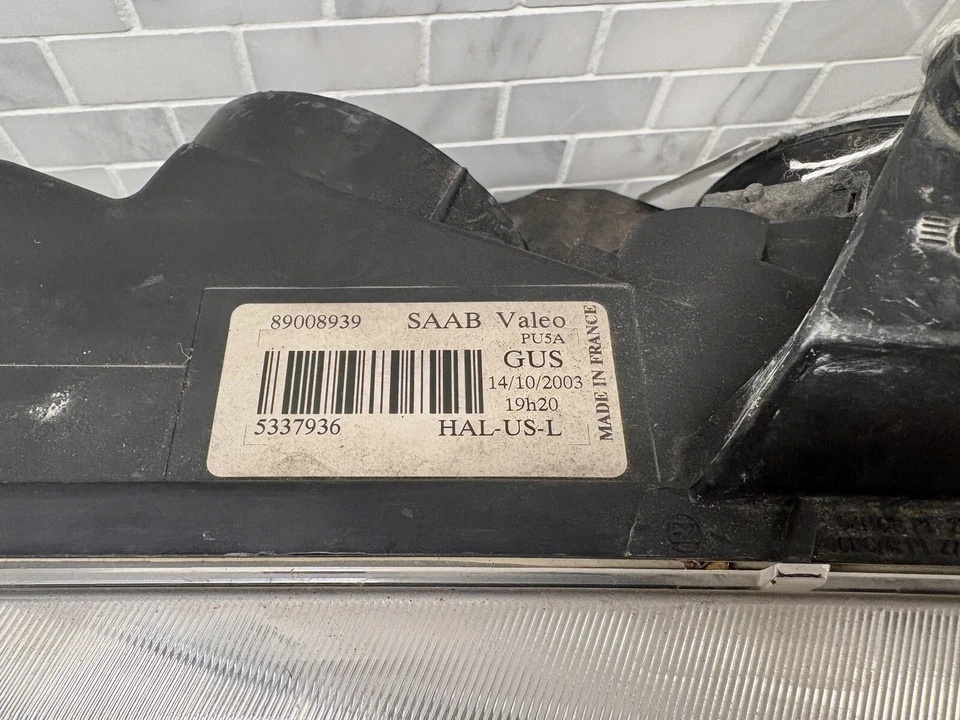 89008939 SAAB Valeo
PU5A
GUS
14/10/2003
19h20
5337936 HAL-US-L
MADE IN FRANCE